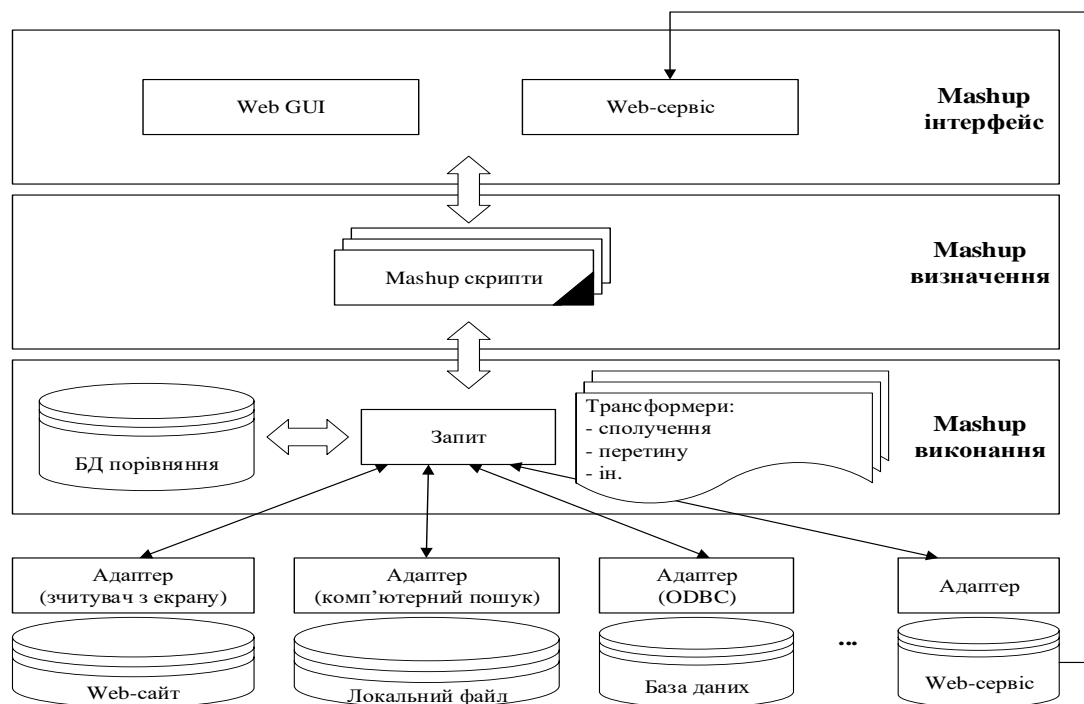 Web GUI
Web-сервіс
Mashup
інтерфейс
Mashup скрипти
Mashup
визначення
БД порівняння
Запит
Трансформери:
- сполучення
- перетину
- ін.
Mashup
виконання
Адаптер
(зчитувач з екрану)
Адаптер
(комп’ютерний пошук)
Адаптер
(ODBC)
Адаптер
Web-сайт
Локальний файл
База даних
...
Web-сервіс